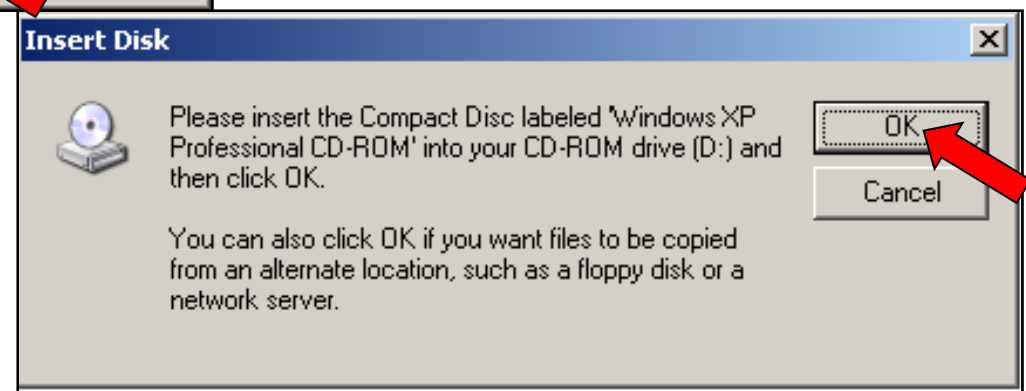 Insert Disk
Please insert the Compact Disc labeled 'Windows XP
Professional CD-ROM' into your CD-ROM drive (D:) and
then click OK.
You can also click OK if you want files to be copied
from an alternate location, such as a floppy disk or a
network server.
OK
Cancel